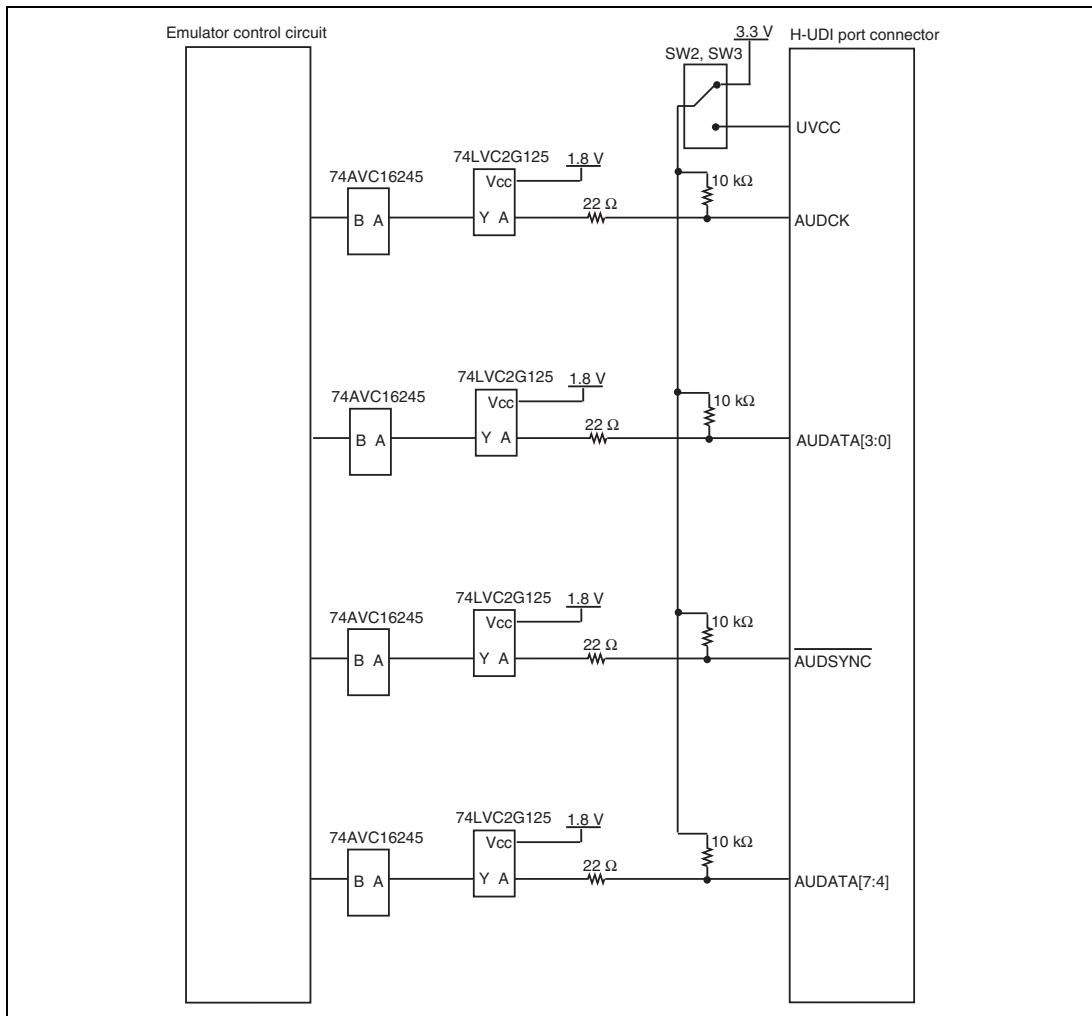 Emulator control circuit
3.3 V
H-UDI port connector
SW2, SW3
UVCC
74LVC2G125
1.8 V
74AVC16245
Vcc
10 kΩ
22 Ω
B A
Y A
AUDCK
74LVC2G125
1.8 V
74AVC16245
Vcc
10 kΩ
22 Ω
B A
Y A
AUDATA[3:0]
74LVC2G125
1.8 V
74AVC16245
Vcc
10 kΩ
22 Ω
B A
Y A
AUDSYNC
74LVC2G125
1.8 V
74AVC16245
Vcc
10 kΩ
22 Ω
B A
Y A
AUDATA[7:4]